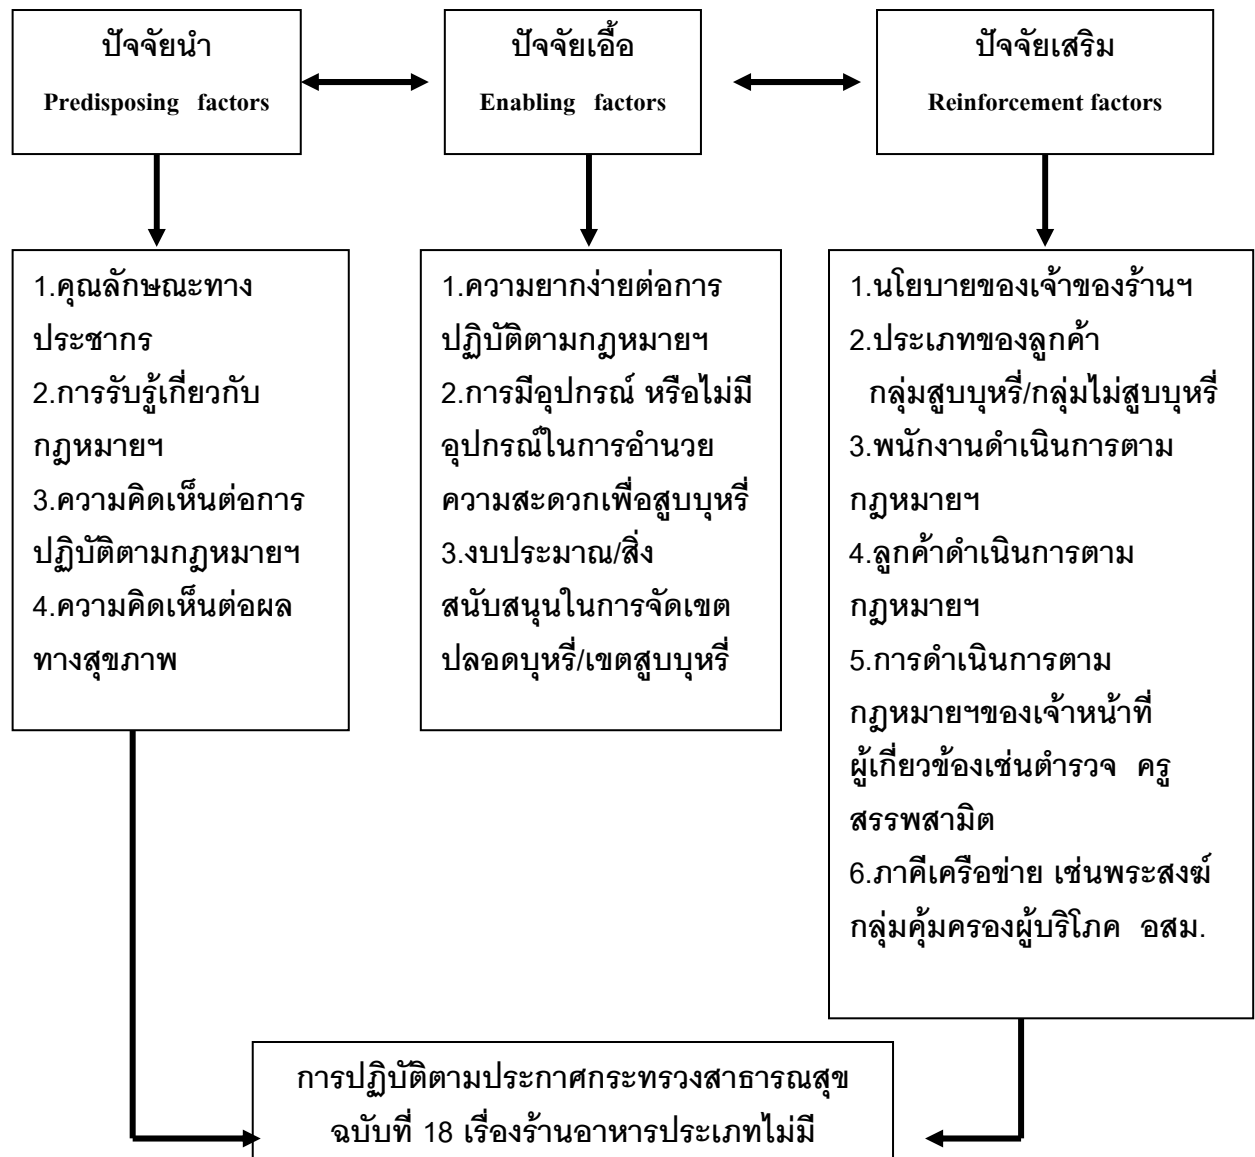 ปัจจัยนำ
Predisposing factors
ปัจจัยเอื้อ
Enabling factors
ปัจจัยเสริม
Reinforcement factors
1.คุณลักษณะทาง
ประชากร
2.การรับรู้เกี่ยวกับ
กฎหมายฯ
3.ความคิดเห็นต่อการ
ปฏิบัติตามกฎหมายฯ
4.ความคิดเห็นต่อผล
ทางสุขภาพ
1.ความยากง่ายต่อการ
ปฏิบัติตามกฎหมายฯ
2.การมีอุปกรณ์ หรือไม่มี
อุปกรณ์ในการอำนวย
ความสะดวกเพื่อสูบบุหรี่
3.งบประมาณ/สิ่ง
สนับสนุนในการจัดเขต
ปลอดบุหรี่/เขตสูบบุหรี่
1.นโยบายของเจ้าของร้านฯ
2.ประเภทของลูกค้า
กลุ่มสูบบุหรี่/กลุ่มไม่สูบบุหรี่
3.พนักงานดำเนินการตาม
กฎหมายฯ
4.ลูกค้าดำเนินการตาม
กฎหมายฯ
5.การดำเนินการตาม
กฎหมายฯของเจ้าหน้าที่
ผู้เกี่ยวข้องเช่นตำรวจ ครู
สรรพสามิต
6.ภาคีเครือข่าย เช่นพระสงฆ์
กลุ่มคุ้มครองผู้บริโภค อสม.
การปฏิบัติตามประกาศกระทรวงสาธารณสุข
ฉบับที่ 18 เรื่องร้านอาหารประเภทไม่มี